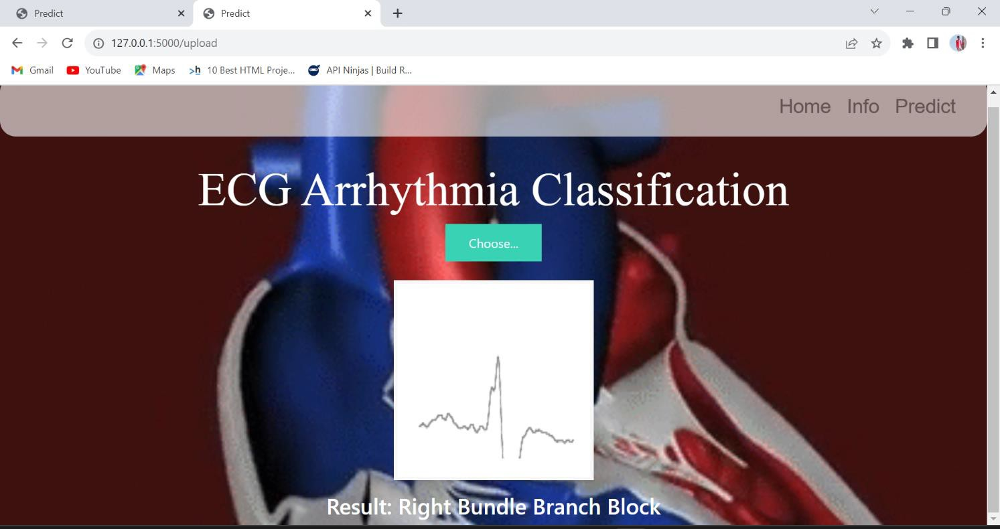 Predict
Predict
127.0.0.1:5000/upload
Gmail YouTube Maps >h 10 Best HTML Proje... API Ninjas | Build R...
Home Info Predict
ECG Arrhythmia Classification
Choose...
Result: Right Bundle Branch Block